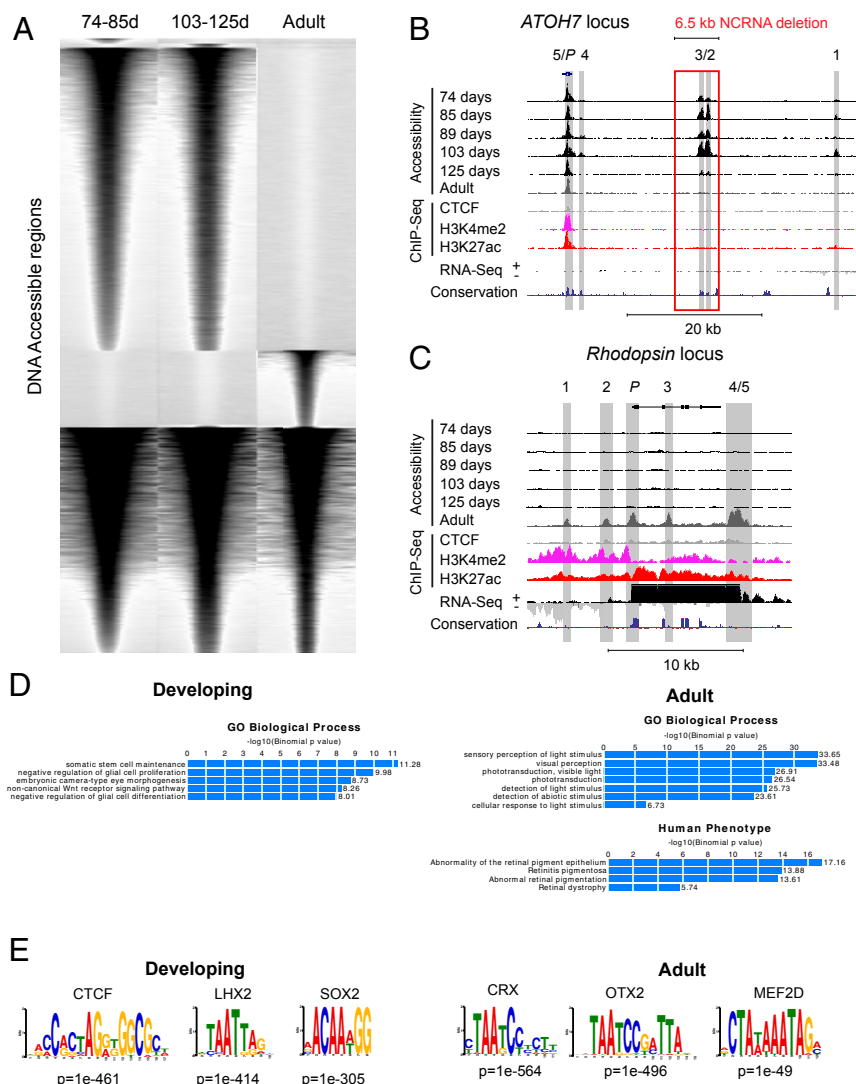 A
74-85d 103-125d Adult
DNA Accessible regions
B
ATOH7 locus
6.5 kb NCRNA deletion
5/P 4 3/2 1
Accessibility
74 days
85 days
89 days
103 days
125 days
Adult
ChIP-Seq
CTCF
H3K4me2
H3K27ac
RNA-Seq + -
Conservation
20 kb
C
Rhodopsin locus
1 2 P 3 4/5
Accessibility
74 days
85 days
89 days
103 days
125 days
Adult
ChIP-Seq
CTCF
H3K4me2
H3K27ac
RNA-Seq + -
Conservation
10 kb
D
Developing
GO Biological Process
-log10(Binomial p value)
0 1 2 3 4 5 6 7 8 9 10 11
somatic stem cell maintenance 11.28
negative regulation of glial cell proliferation 9.98
embryonic camera-type eye morphogenesis 8.73
non-canonical Wnt receptor signaling pathway 8.26
negative regulation of glial cell differentiation 8.01
Adult
GO Biological Process
-log10(Binomial p value)
0 5 10 15 20 25 30
sensory perception of light stimulus 33.65
visual perception 33.48
phototransduction, visible light 26.91
phototransduction 26.54
detection of light stimulus 25.73
detection of abiotic stimulus 23.61
cellular response to light stimulus 6.73
Human Phenotype
-log10(Binomial p value)
0 2 4 6 8 10 12 14 16
Abnormality of the retinal pigment epithelium 17.16
Retinitis pigmentosa 13.88
Abnormal retinal pigmentation 13.61
Retinal dystrophy 5.74
E
Developing
CTCF LHX2 SOX2
p=1e-461 p=1e-414 p=1e-305
Adult
CRX OTX2 MEF2D
p=1e-564 p=1e-496 p=1e-49